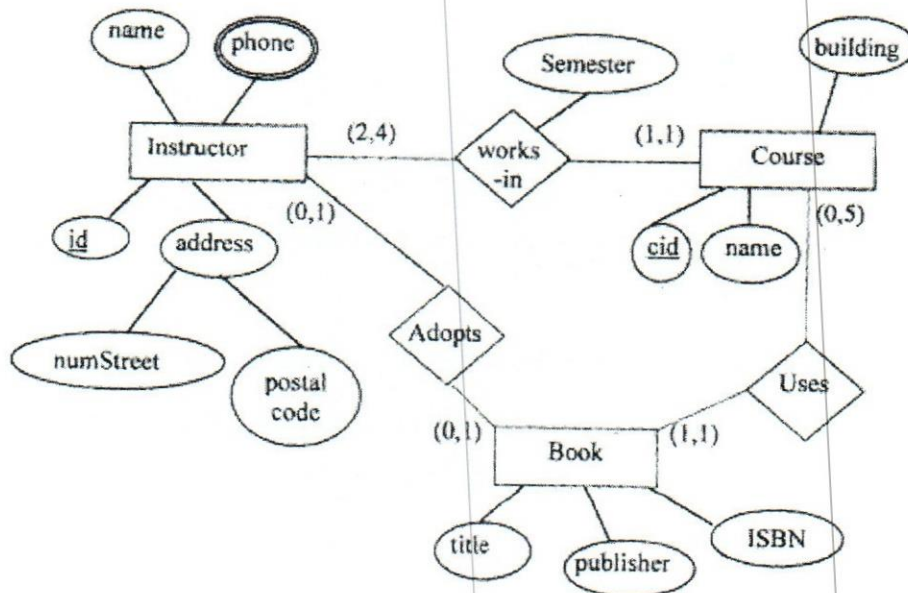 name
phone
Semester
building
Instructor
(2,4)
works
-in
(1,1)
Course
(0,1)
(0,5)
id
address
cid
name
numStreet
postal
code
Adopts
Uses
(0,1)
(1,1)
Book
title
publisher
ISBN